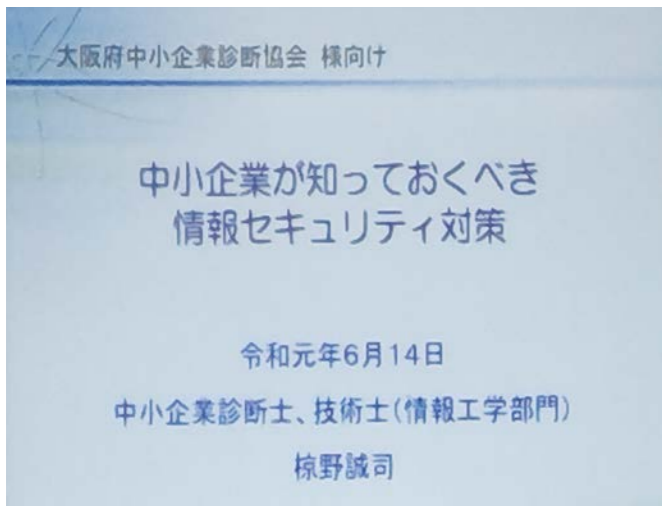 大阪府中小企業診断協会 様向け
中小企業が知っておくべき
情報セキュリティ対策
令和元年6月14日
中小企業診断士、技術士(情報工学部門)
椋野誠司